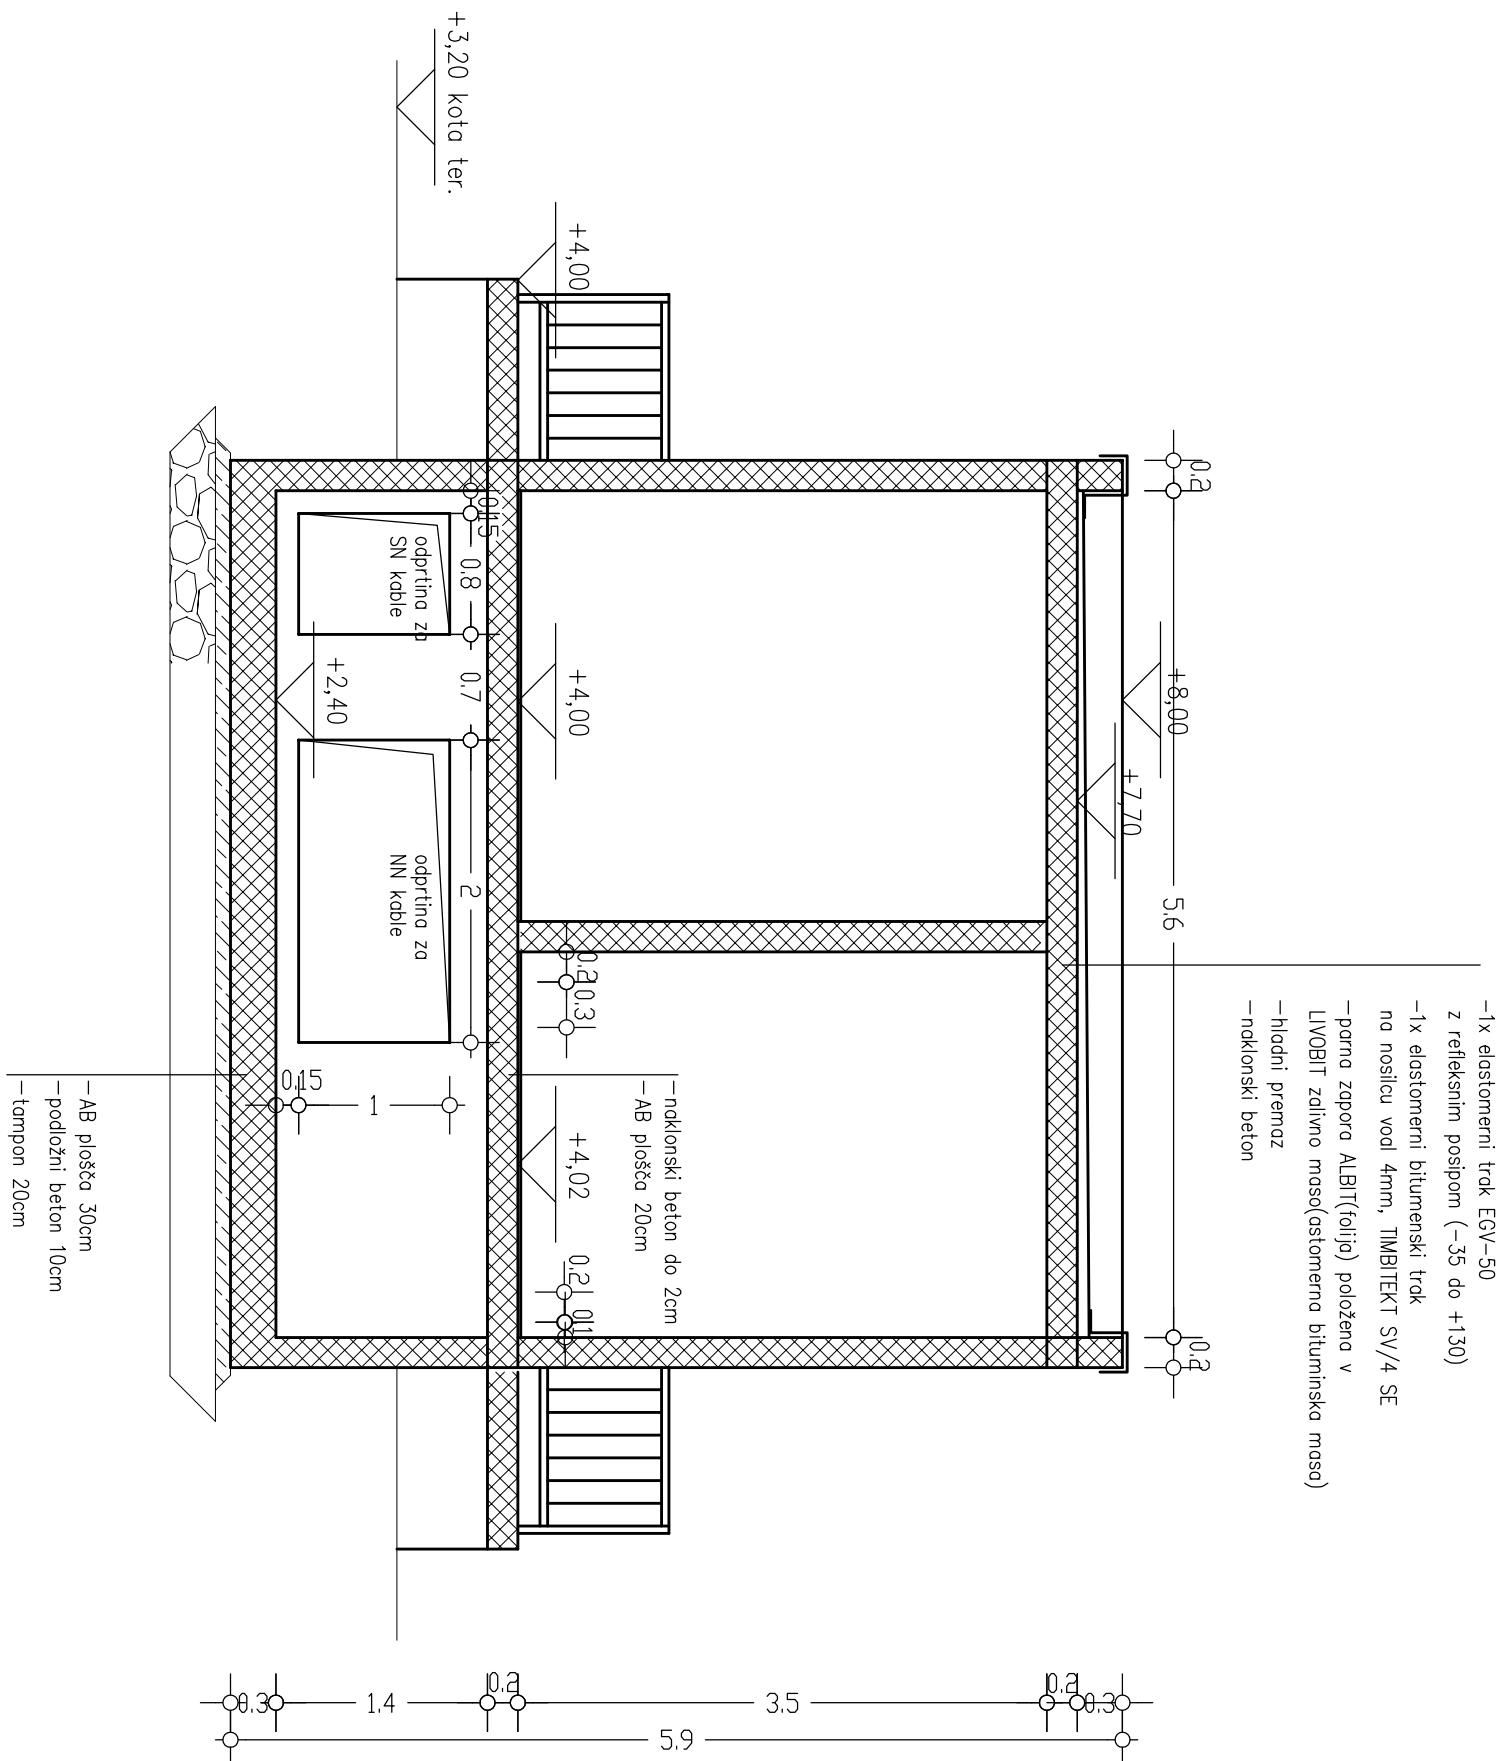 -1x elastomerni trak EGV-50
z refleksnim posipom (-35 do +130)
-1x elastomerni bitumenski trak
na nosilcu voal 4mm, TIMBITEKT SV/4 SE
-parna zapora ALBIT(folija) položena v
LIVOBIT zalivno maso(astomerna bituminska masa)
-hladni premaz
-naklonski beton
0.2
5.6
0.2
+8,00
+7,70
+4,00
+4,00
+4,02
0.2
0.3
0.2
0.1
-naklonski beton do 2cm
-AB plošča 20cm
+3,20 kota ter.
0.15
0.8
0.7
2
odprtina za
SN kable
odprtina za
NN kable
+2,40
0.15
1
-AB plošča 30cm
-podložni beton 10cm
-tampon 20cm
0.3
1.4
0.2
3.5
0.2
0.3
5.9